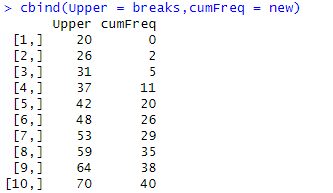 > cbind(Upper = breaks,cumFreq = new)
      Upper cumFreq
 [1,]    20       0
 [2,]    26       2
 [3,]    31       5
 [4,]    37      11
 [5,]    42      20
 [6,]    48      26
 [7,]    53      29
 [8,]    59      35
 [9,]    64      38
[10,]    70      40